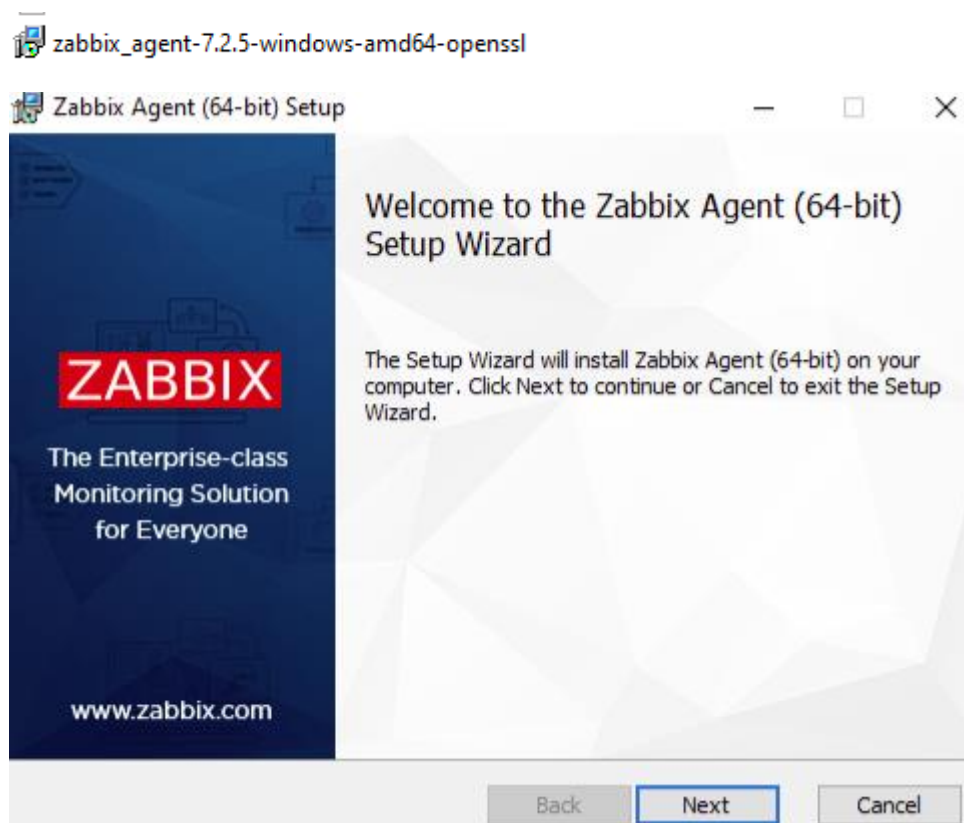 zabbix_agent-7.2.5-windows-amd64-openssl
Zabbix Agent (64-bit) Setup
Welcome to the Zabbix Agent (64-bit)
Setup Wizard
The Setup Wizard will install Zabbix Agent (64-bit) on your
computer. Click Next to continue or Cancel to exit the Setup
Wizard.
ZABBIX
The Enterprise-class
Monitoring Solution
for Everyone
www.zabbix.com
Back
Next
Cancel